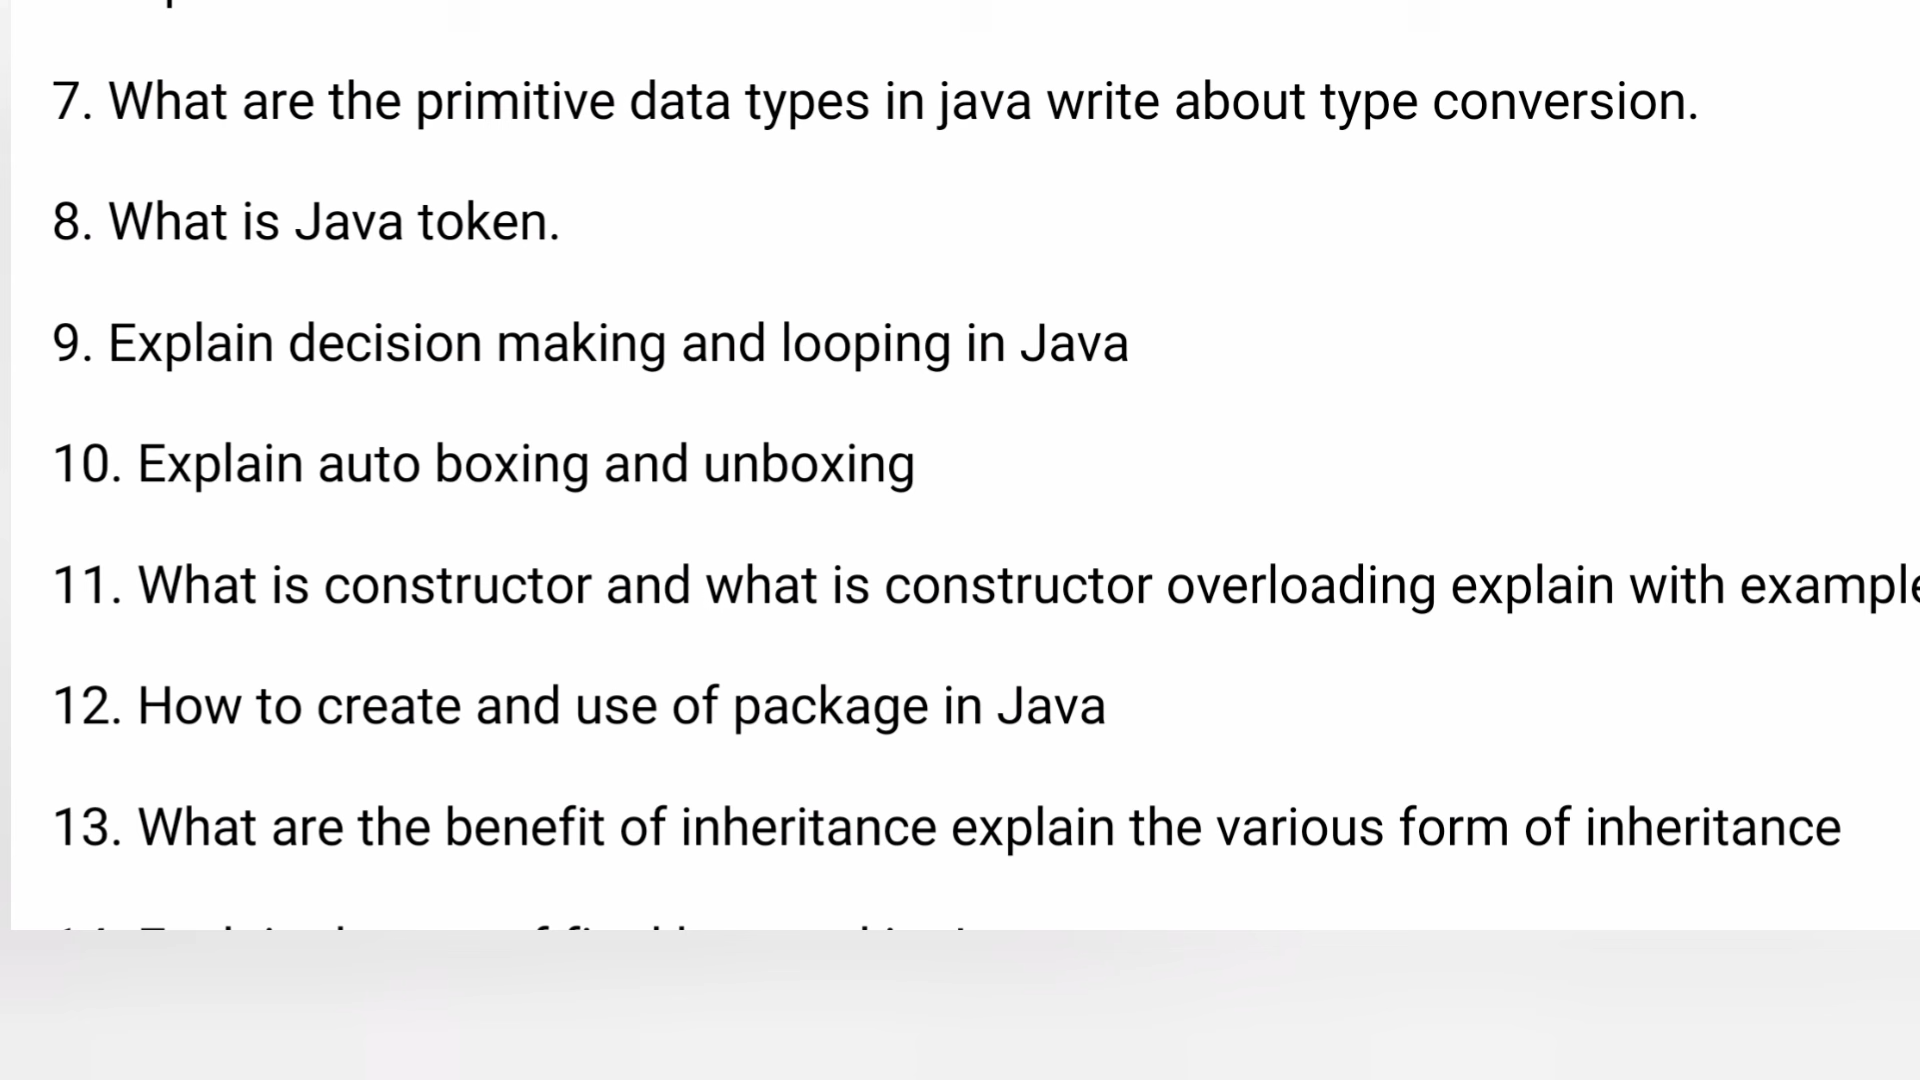 7. What are the primitive data types in java write about type conversion.
8. What is Java token.
9. Explain decision making and looping in Java
10. Explain auto boxing and unboxing
11. What is constructor and what is constructor overloading explain with example
12. How to create and use of package in Java
13. What are the benefit of inheritance explain the various form of inheritance